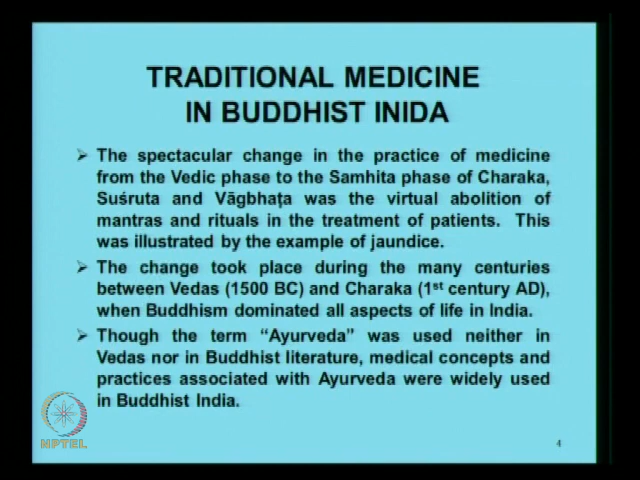 TRADITIONAL MEDICINE
IN BUDDHIST INIDA
➢ The spectacular change in the practice of medicine
from the Vedic phase to the Samhita phase of Charaka,
Suśruta and Vāgbhaṭa was the virtual abolition of
mantras and rituals in the treatment of patients. This
was illustrated by the example of jaundice.
➢ The change took place during the many centuries
between Vedas (1500 BC) and Charaka (1st century AD),
when Buddhism dominated all aspects of life in India.
➢ Though the term “Ayurveda” was used neither in
Vedas nor in Buddhist literature, medical concepts and
practices associated with Ayurveda were widely used
in Buddhist India.
NPTEL
4